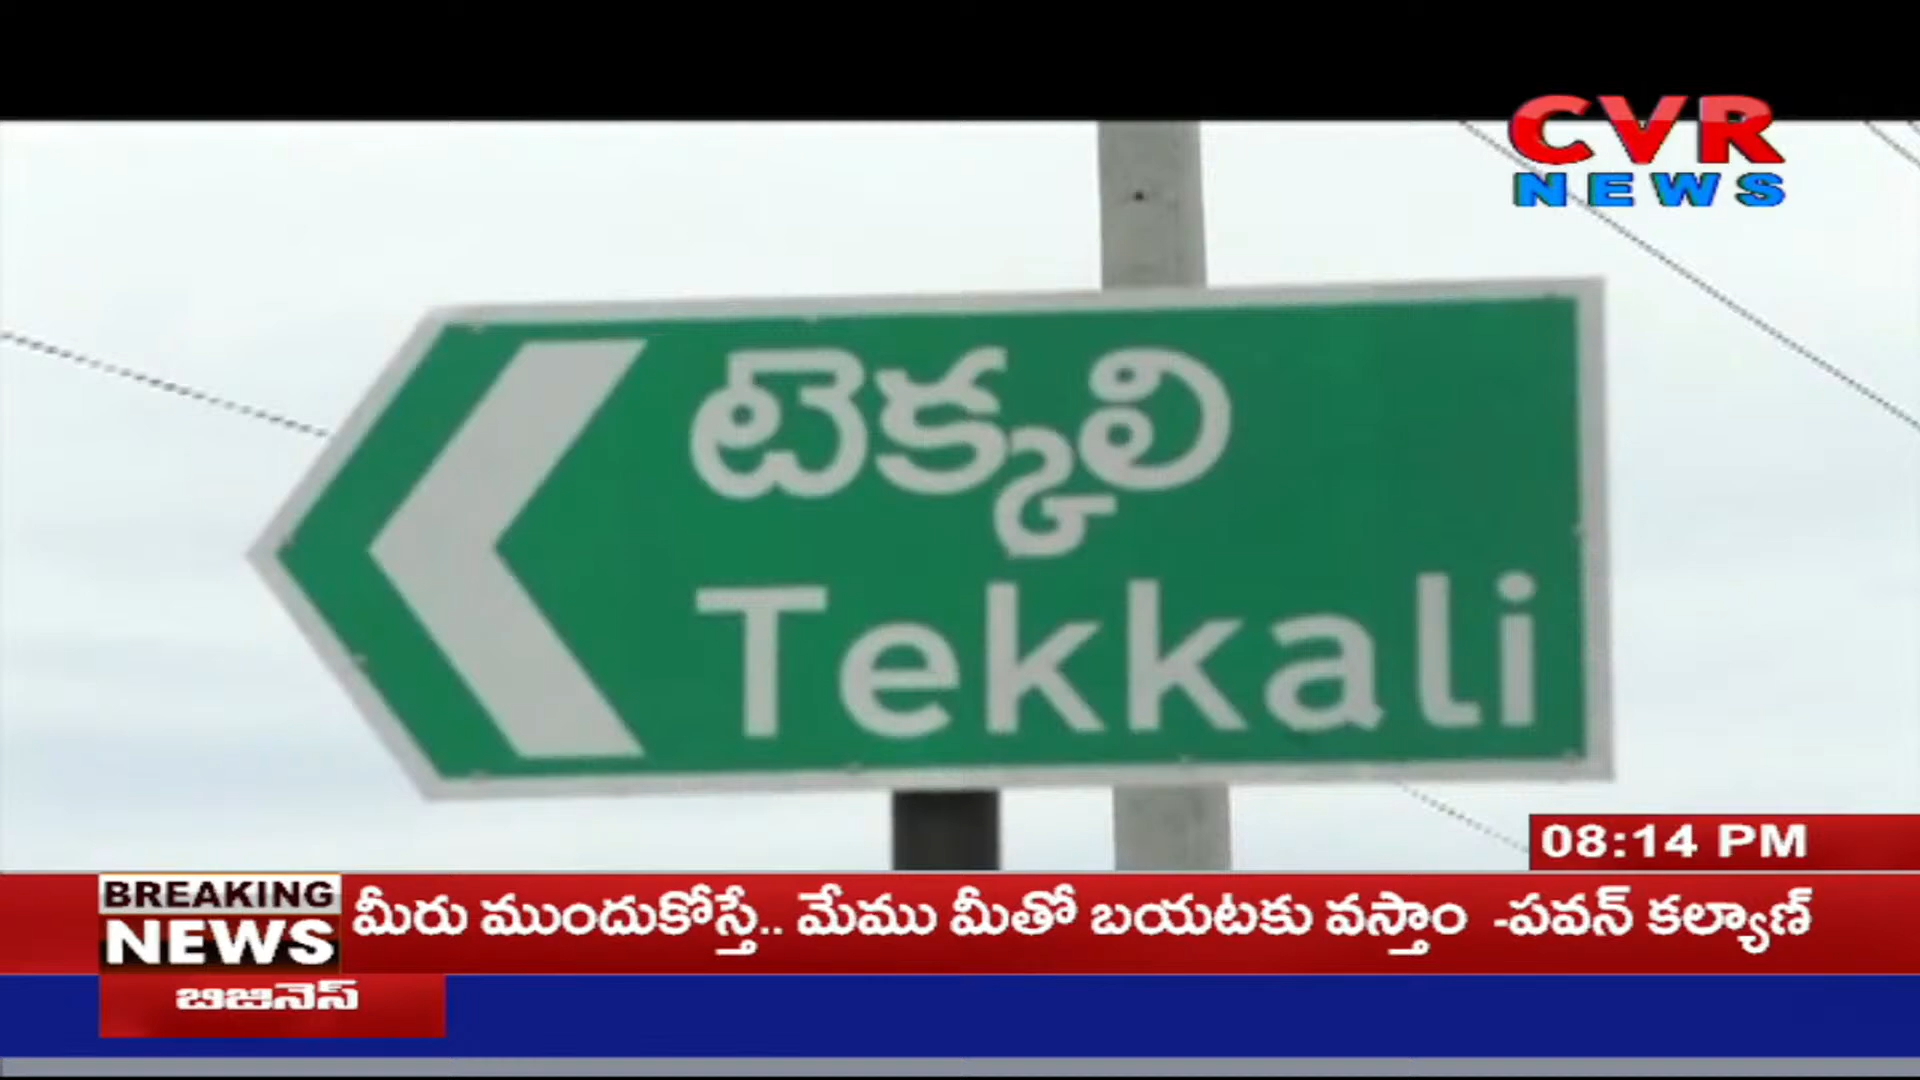 CVR
NEWS
టెక్కలి
Tekkali
08:14 PM
BREAKING
NEWS
మీరు ముందుకోస్తే.. మేము మీతో బయటకు వస్తాం -పవన్ కల్యాణ్
బిజినెస్